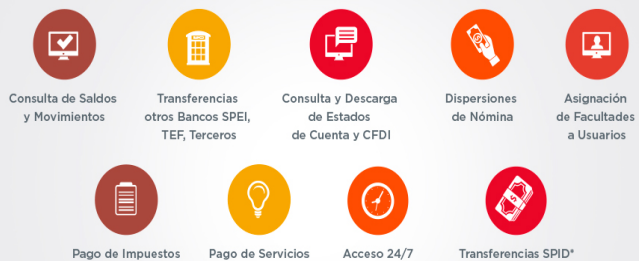 Consulta de Saldos
y Movimientos
Transferencias
otros Bancos SPEI,
TEF, Terceros
Consulta y Descarga
de Estados
de Cuenta y CFDI
Dispersiones
de Nómina
Asignación
de Facultades
a Usuarios
Pago de Impuestos
Pago de Servicios
Acceso 24/7
Transferencias SPID*